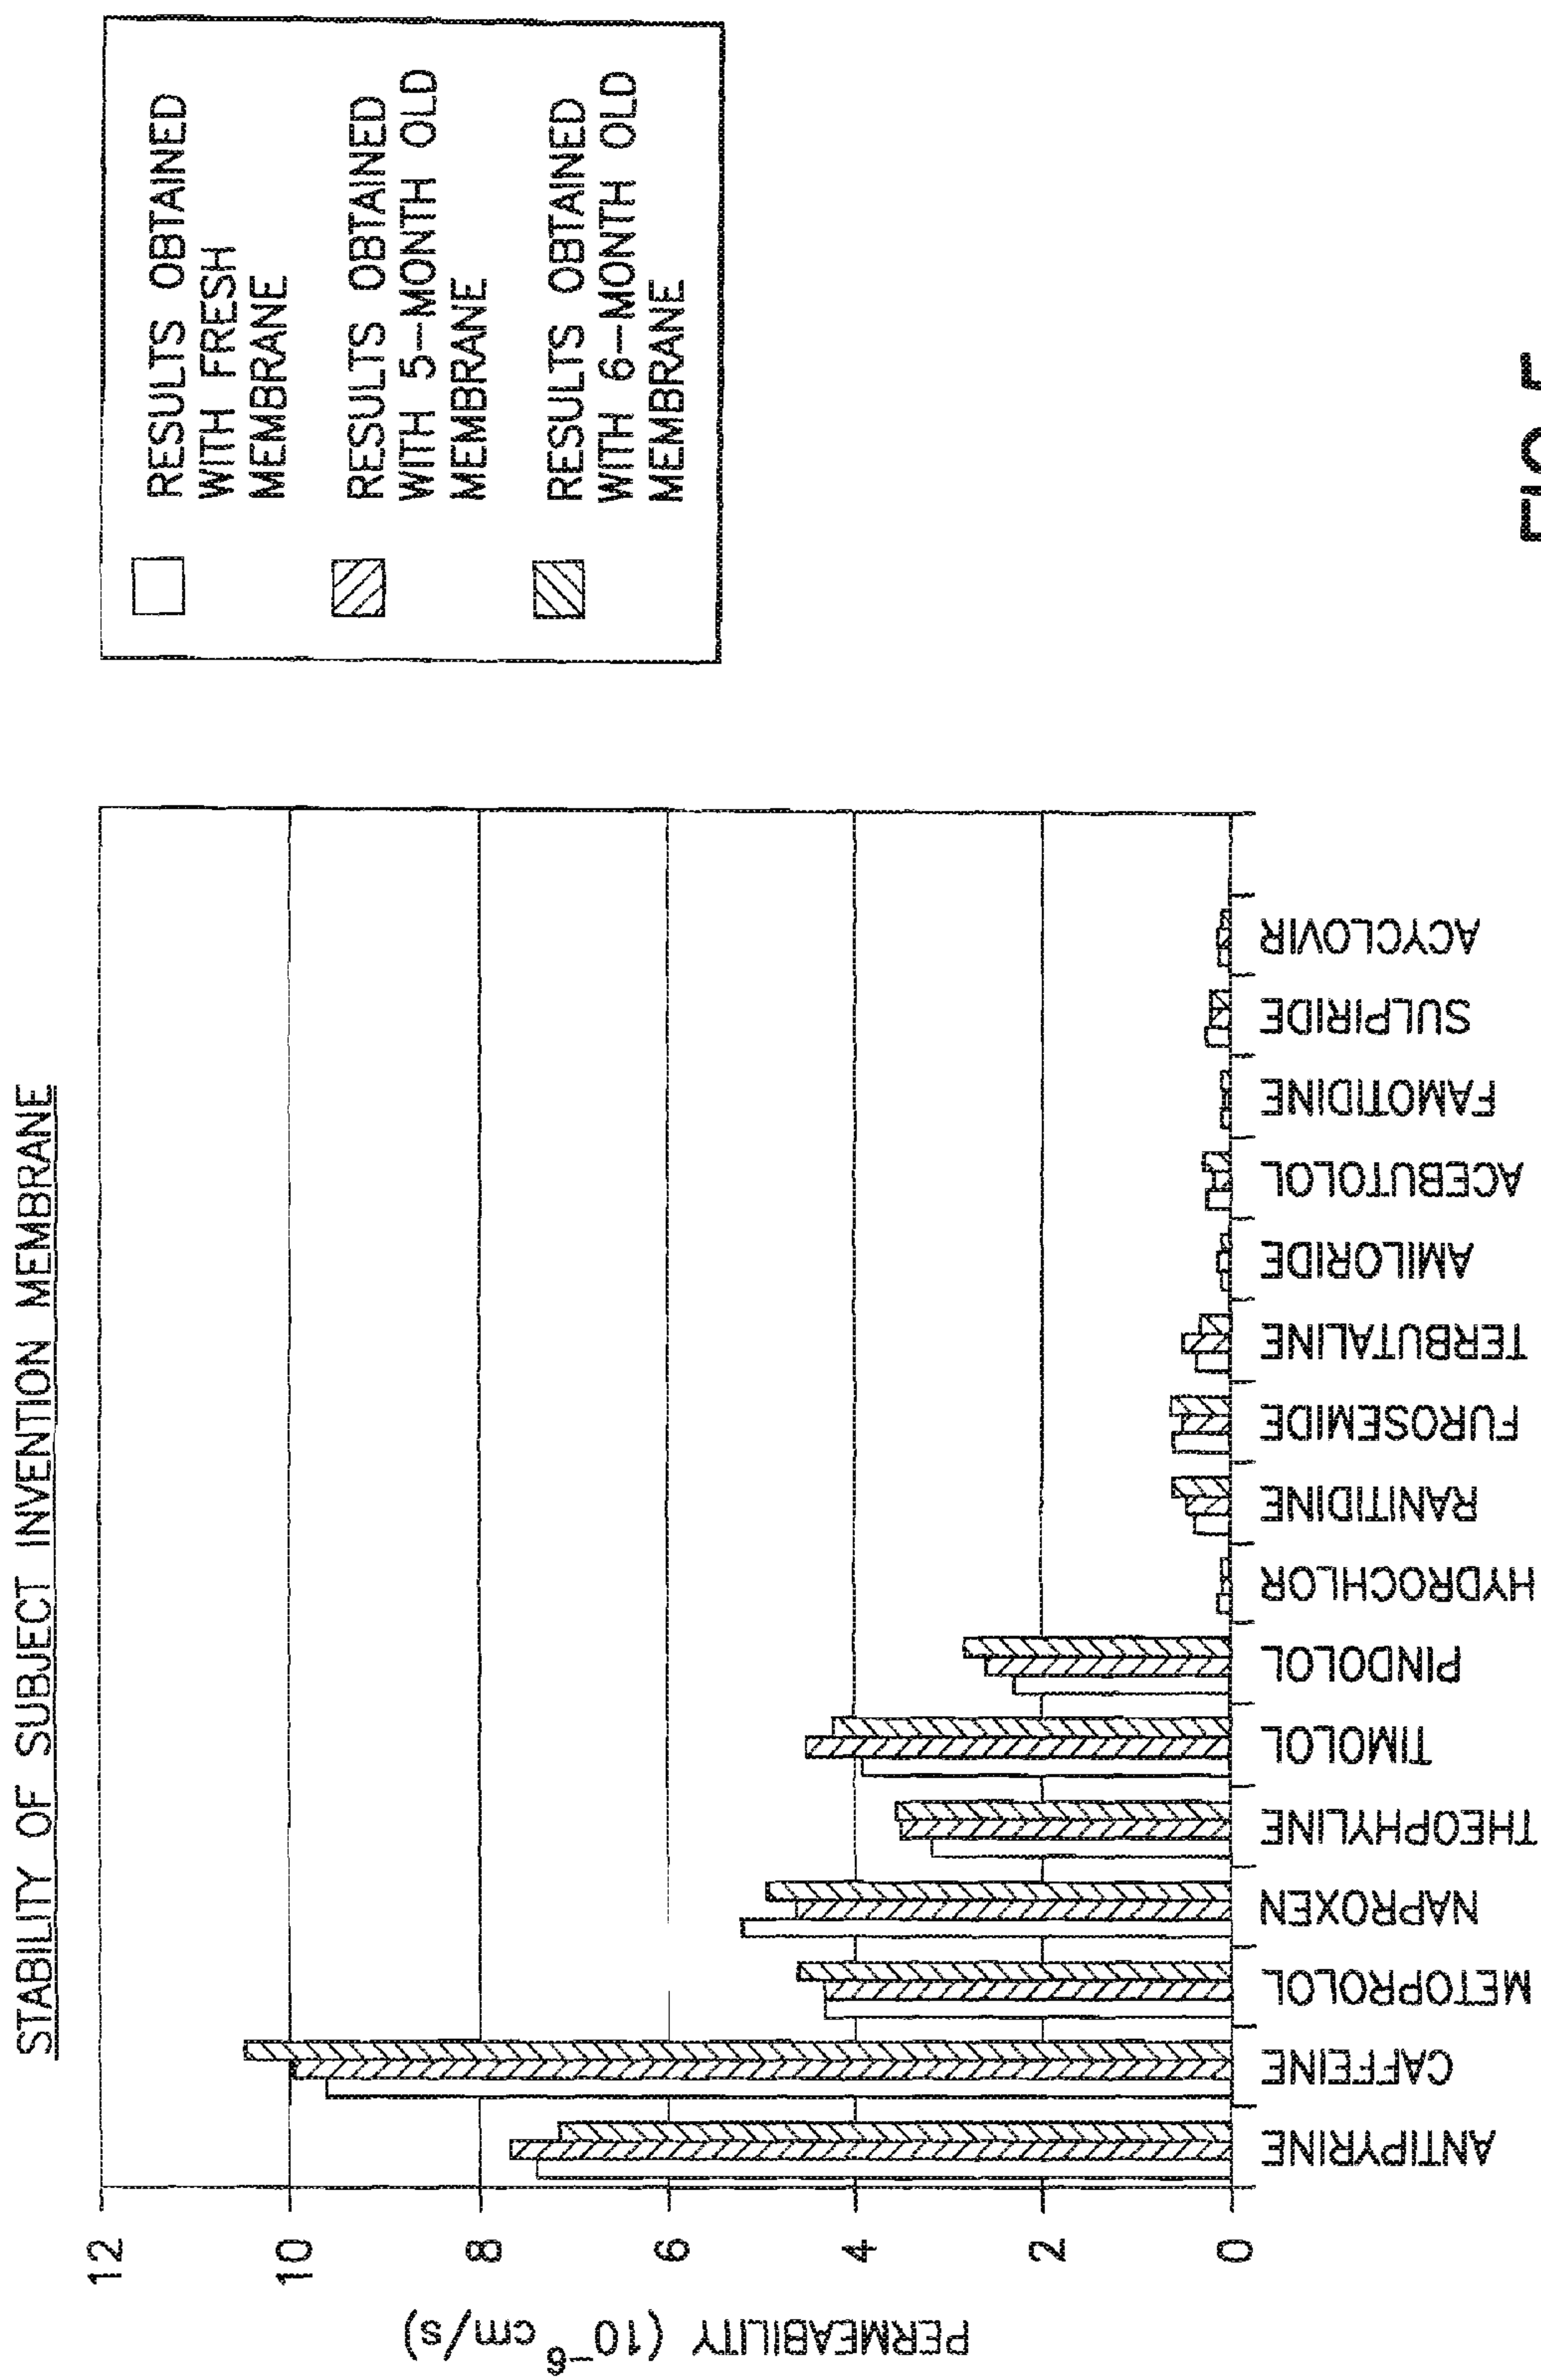 STABILITY OF SUBJECT INVENTION MEMBRANE
PERMEABILITY (10⁻⁶ cm/s)
12
10
8
6
4
2
0
ANTIPYRINE
CAFFEINE
METOPROLOL
NAPROXEN
THEOPHYLINE
TIMOLOL
PINDOLOL
HYDROCHLOR
RANITIDINE
FUROSEMIDE
TERBUTALINE
AMILORIDE
ACEBUTOLOL
FAMOTIDINE
SULPIRIDE
ACYCLOVIR
RESULTS OBTAINED
WITH FRESH
MEMBRANE
RESULTS OBTAINED
WITH 5-MONTH OLD
MEMBRANE
RESULTS OBTAINED
WITH 6-MONTH OLD
MEMBRANE